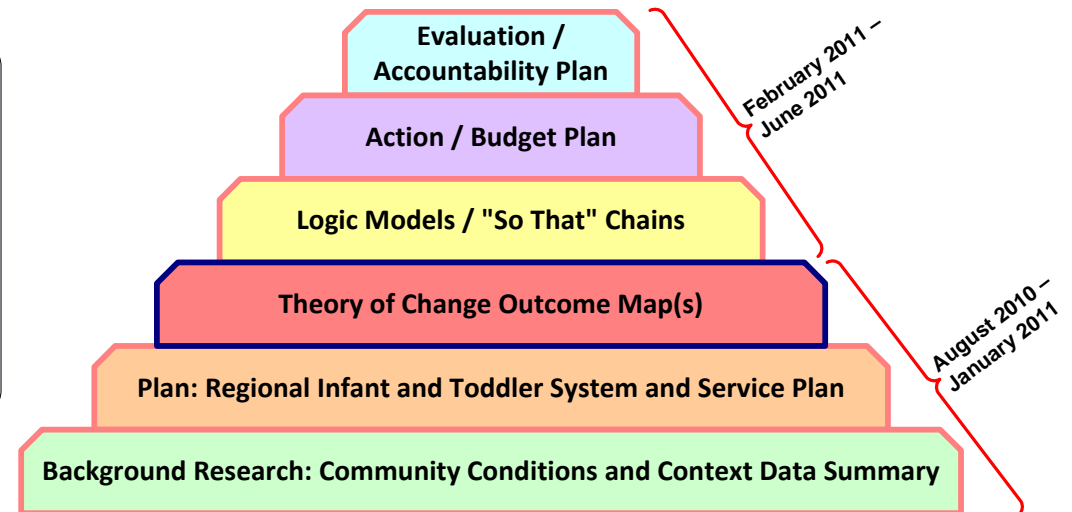 Evaluation /
Accountability Plan
February 2011 –
June 2011
Action / Budget Plan
Logic Models / "So That" Chains
Theory of Change Outcome Map(s)
August 2010 –
January 2011
Plan: Regional Infant and Toddler System and Service Plan
Background Research: Community Conditions and Context Data Summary